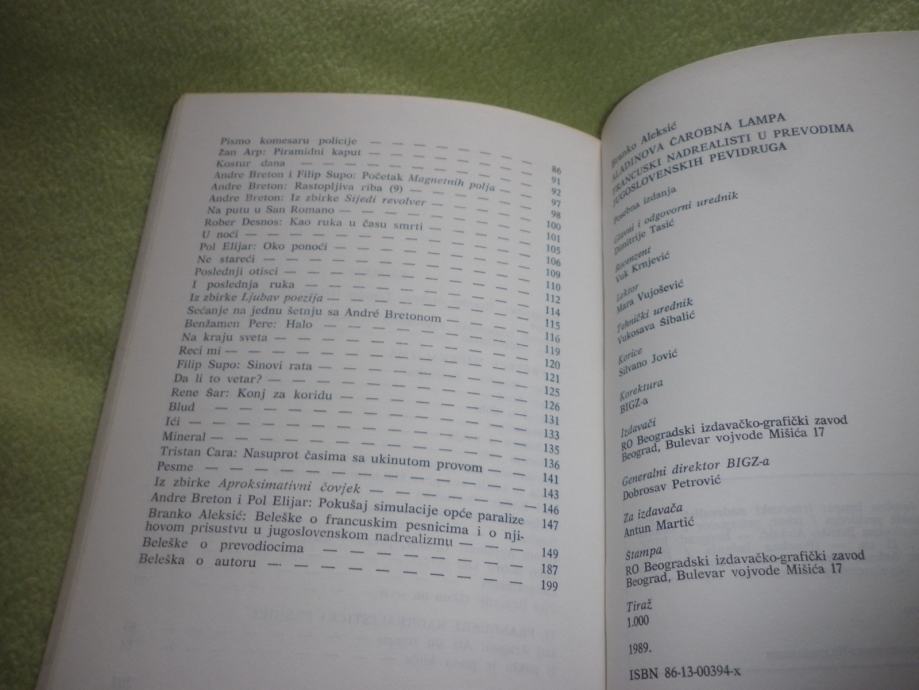 Pismo komesaru policije — — — — — — 86
Žan Arp: Piramidni kaput — — — — — — 91
Kostur dana — — — — — — — — 92
Andre Breton i Filip Supo: Početak Magnetnih polja — 97
Andre Breton: Rastopljiva riba (9) — — — — 98
Andre Breton: Iz zbirke Sijedi revolver — — — 100
Na putu u San Romano — — — — — — 101
Rober Desnos: Kao ruka u času smrti — — — — 105
U noći — — — — — — — — — 106
Pol Elijar: Oko ponoći — — — — — — 109
Ne stareći — — — — — — — — 110
Poslednji otisci — — — — — — — 112
I poslednja ruka — — — — — — — 114
Iz zbirke Ljubav poezija — — — — — — 115
Sećanje na jednu šetnju sa André Bretonom — — — 116
Benžamen Pere: Halo — — — — — — — 119
Na kraju sveta — — — — — — — — 120
Reci mi — — — — — — — — — 121
Filip Supo: Sinovi rata — — — — — — 125
Da li to vetar? — — — — — — — — 126
Rene Šar: Konj za koridu — — — — — — 131
Blud — — — — — — — — — — 133
Ići — — — — — — — — — — 135
Mineral — — — — — — — — — 136
Tristan Cara: Nasuprot časima sa ukinutom provom — 141
Pesme — — — — — — — — — — 143
Iz zbirke Aproksimativni čovjek — — — — — 146
Andre Breton i Pol Elijar: Pokušaj simulacije opće paralize 147
Branko Aleksić: Beleške o francuskim pesnicima i o nji-
hovom prisustvu u jugoslovenskom nadrealizmu — — — 149
Beleške o prevodiocima — — — — — — 187
Beleška o autoru — — — — — — — — 199
Branko Aleksić
ALADINOVA ČAROBNA LAMPA
FRANCUSKI NADREALISTI U PREVODIMA
JUGOSLOVENSKIH PEVIDRUGA
Posebna izdanja
Glavni i odgovorni urednik
Dimitrije Tasić
Recenzent
Vuk Krnjević
Lektor
Mara Vujošević
Tehnički urednik
Vukosava Šibalić
Korice
Silvano Jović
Korektura
BIGZ-a
Izdavači
RO Beogradski izdavačko-grafički zavod
Beograd, Bulevar vojvode Mišića 17
Generalni direktor BIGZ-a
Dobrosav Petrović
Za izdavača
Antun Martić
Štampa
RO Beogradski izdavačko-grafički zavod
Beograd, Bulevar vojvode Mišića 17
Tiraž
1.000
1989.
ISBN 86-13-00394-x